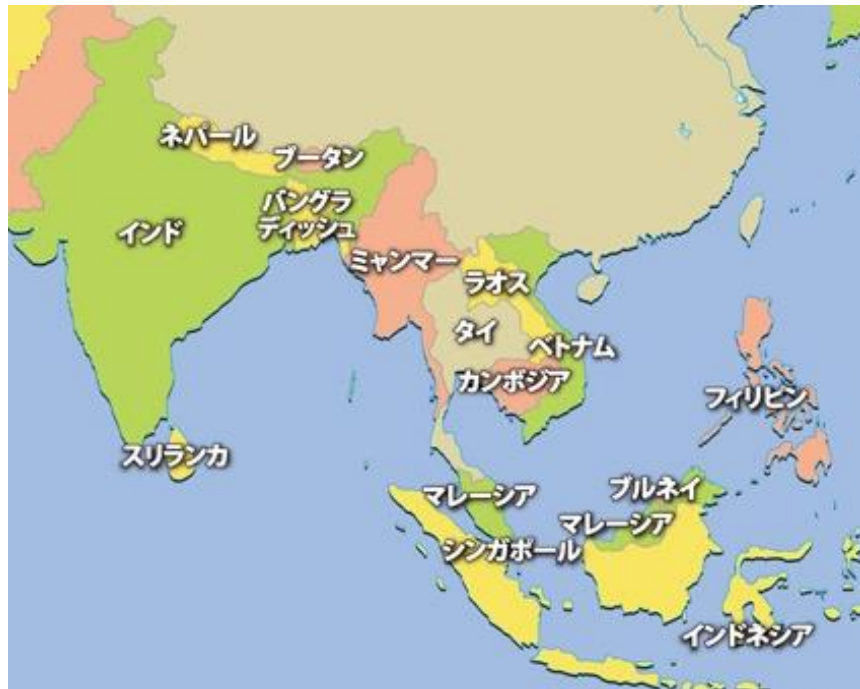 ネパール
ブータン
バングラ
ディッシュ
インド
ミャンマー
ラオス
タイ
ベトナム
カンボジア
フィリピン
スリランカ
マレーシア
ブルネイ
マレーシア
シンガポール
インドネシア